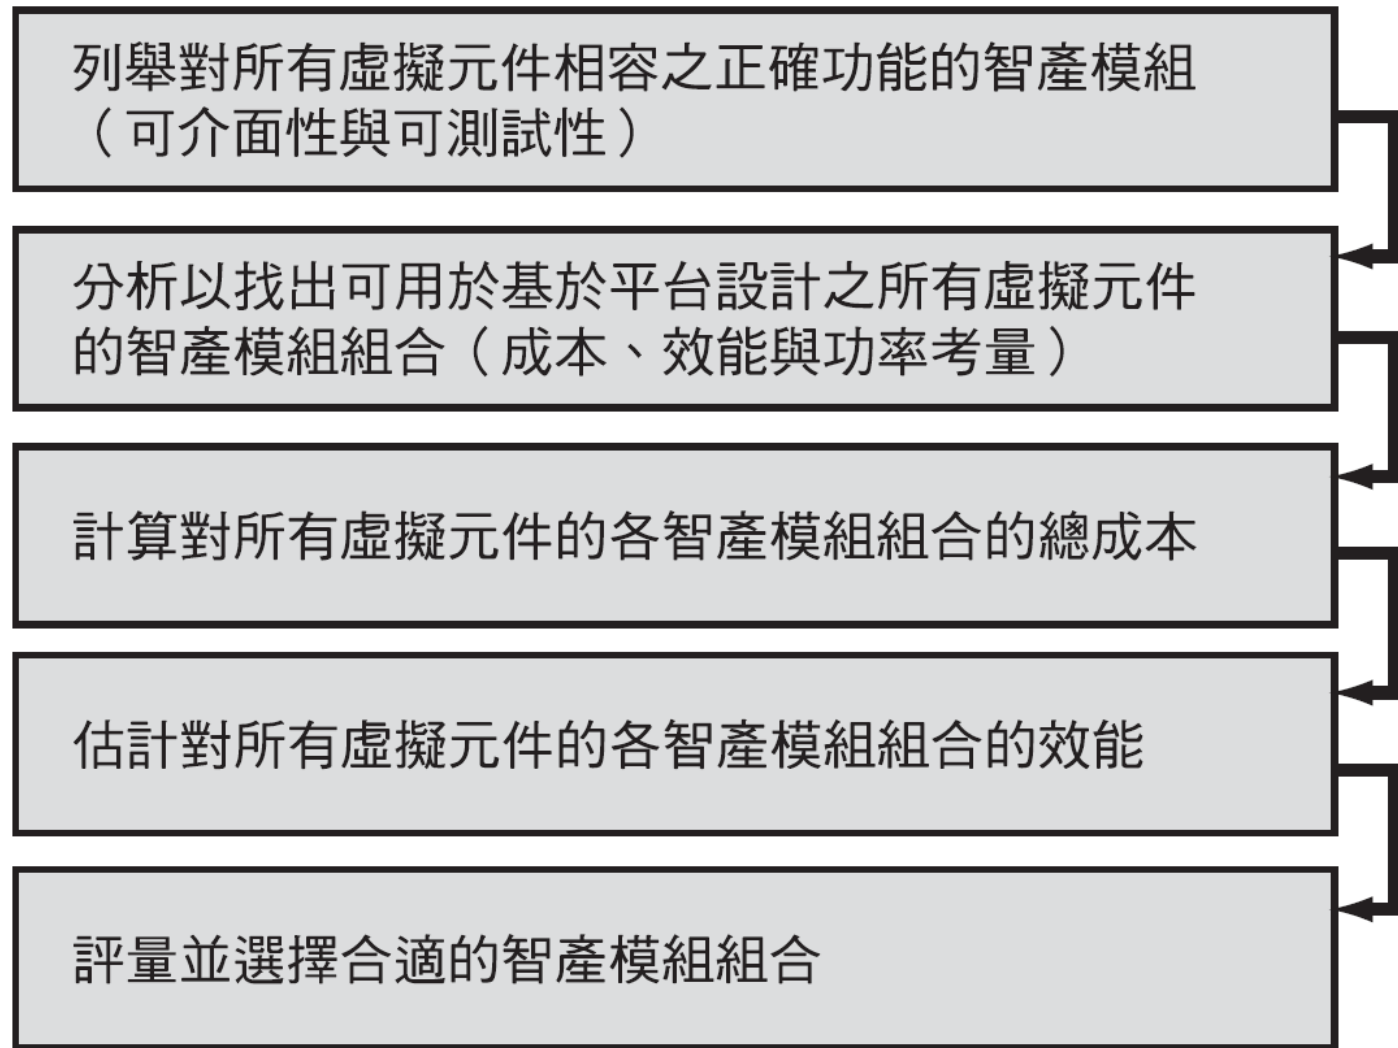 列舉對所有虛擬元件相容之正確功能的智產模組
（可介面性與可測試性）
分析以找出可用於基於平台設計之所有虛擬元件
的智產模組組合（成本、效能與功率考量）
計算對所有虛擬元件的各智產模組組合的總成本
估計對所有虛擬元件的各智產模組組合的效能
評量並選擇合適的智產模組組合